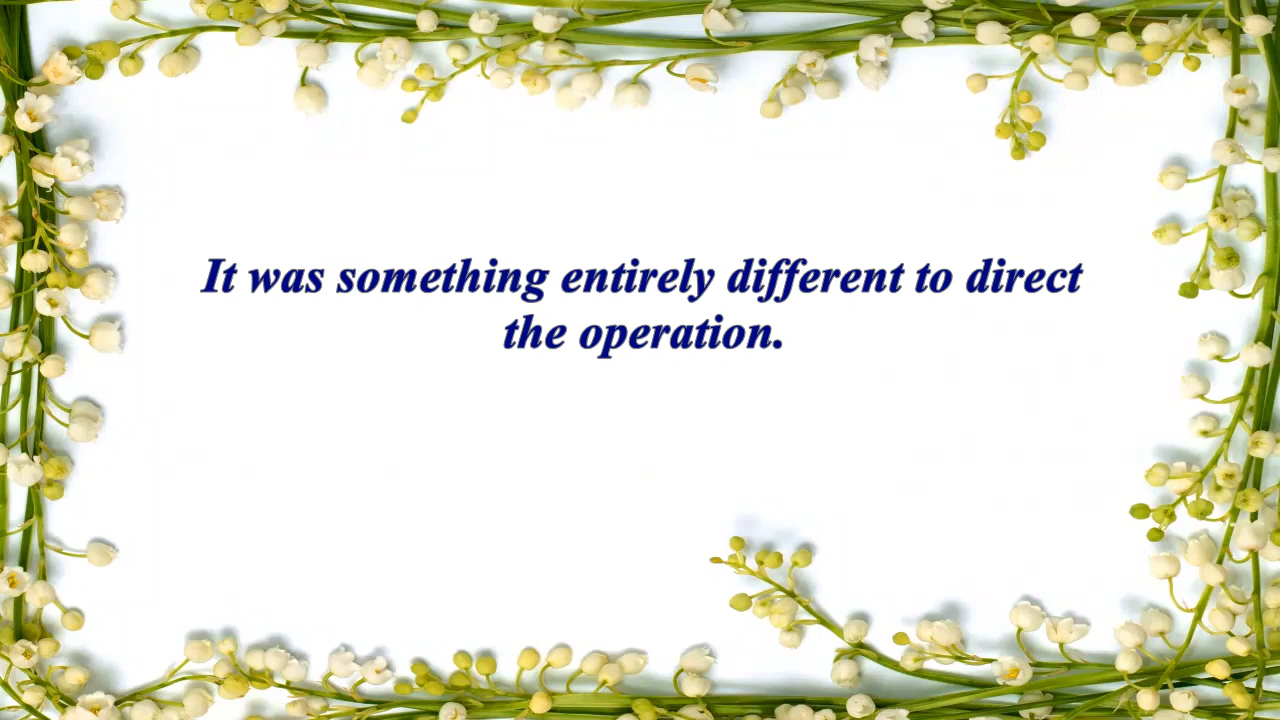 It was something entirely different to direct
the operation.